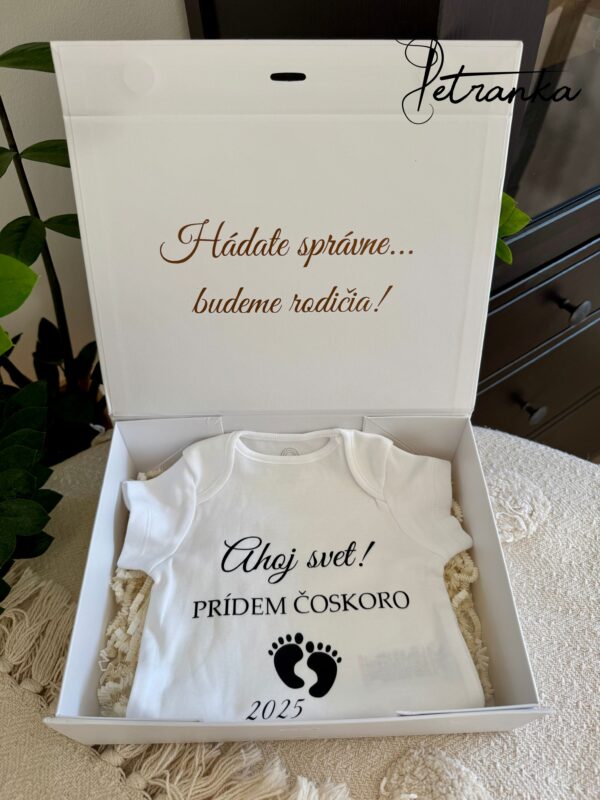 Petranka
Hádate správne...
budeme rodičia!
Ahoj svet!
PRÍDEM ČOSKORO
2025